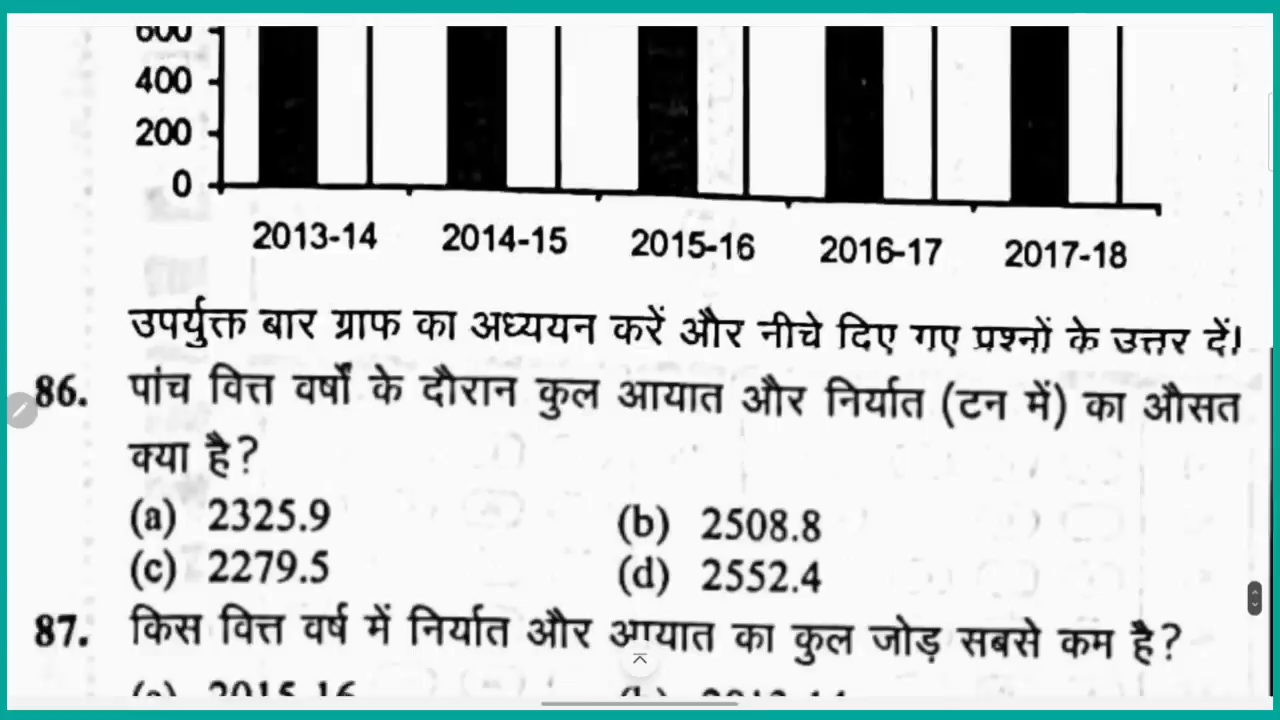 600
400
200
0
2013-14 2014-15 2015-16 2016-17 2017-18
उपर्युक्त बार ग्राफ का अध्ययन करें और नीचे दिए गए प्रश्नों के उत्तर दें।
86. पांच वित्त वर्षों के दौरान कुल आयात और निर्यात (टन में) का औसत
क्या है?
(a) 2325.9 (b) 2508.8
(c) 2279.5 (d) 2552.4
87. किस वित्त वर्ष में निर्यात और आयात का कुल जोड़ सबसे कम है?